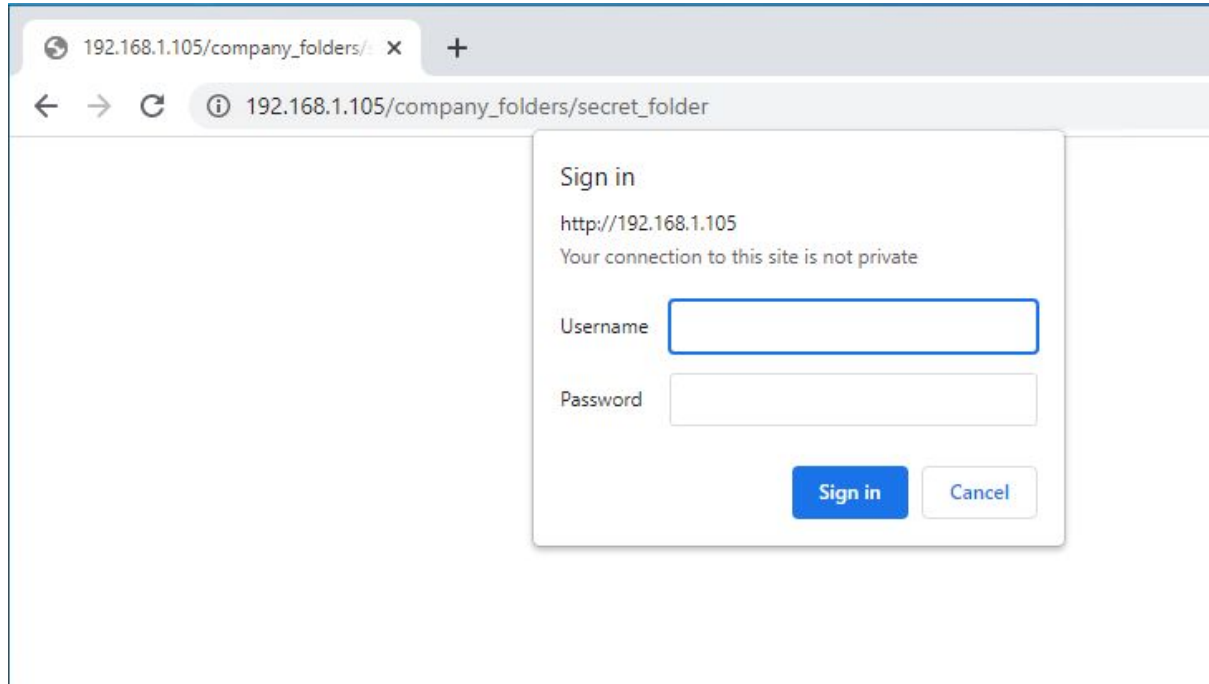 192.168.1.105/company_folders/s
192.168.1.105/company_folders/secret_folder
Sign in
http://192.168.1.105
Your connection to this site is not private
Username
Password
Sign in Cancel